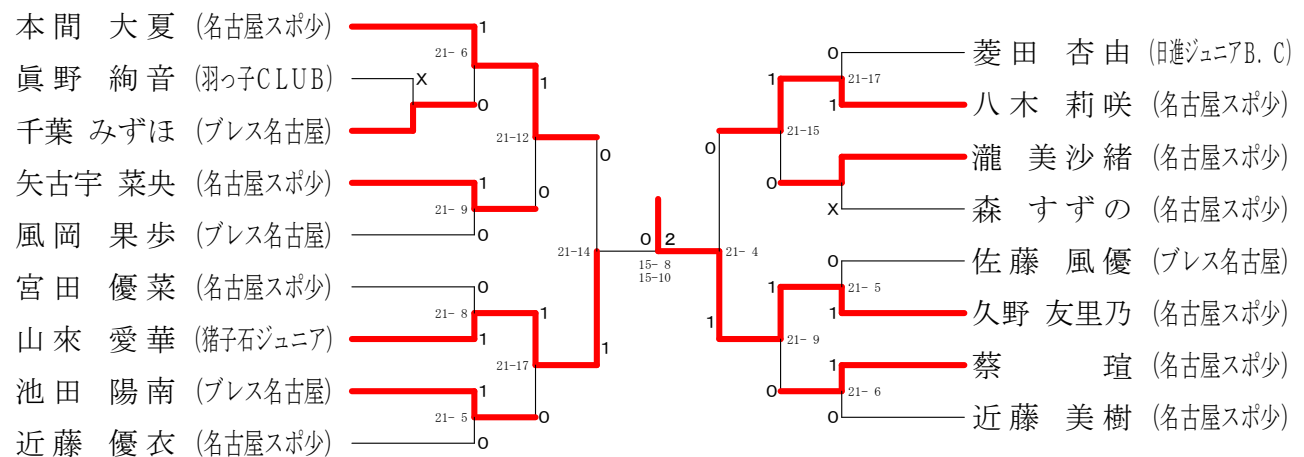 本間 大夏 (名古屋スポ少)
眞野 絢音 (羽っ子CLUB)
千葉 みずほ (ブレス名古屋)
矢古宇 菜央 (名古屋スポ少)
風岡 果歩 (ブレス名古屋)
宮田 優菜 (名古屋スポ少)
山來 愛華 (猪子石ジュニア)
池田 陽南 (ブレス名古屋)
近藤 優衣 (名古屋スポ少)
1
21- 6
x
0
1
21-12
1
21- 9
0
0
0
0
21- 8
1
1
21-17
1
21- 5
0
0
21-14
1
0 2
15- 8
15-10
0
21- 4
1
1
21-15
0
0
21-17
1
x
1
21- 9
0
0
21- 5
1
1
21- 6
0
菱田 杏由 (日進ジュニアB.C)
八木 莉咲 (名古屋スポ少)
瀧 美沙緒 (名古屋スポ少)
森 すずの (名古屋スポ少)
佐藤 風優 (ブレス名古屋)
久野 友里乃 (名古屋スポ少)
蔡 瑄 (名古屋スポ少)
近藤 美樹 (名古屋スポ少)